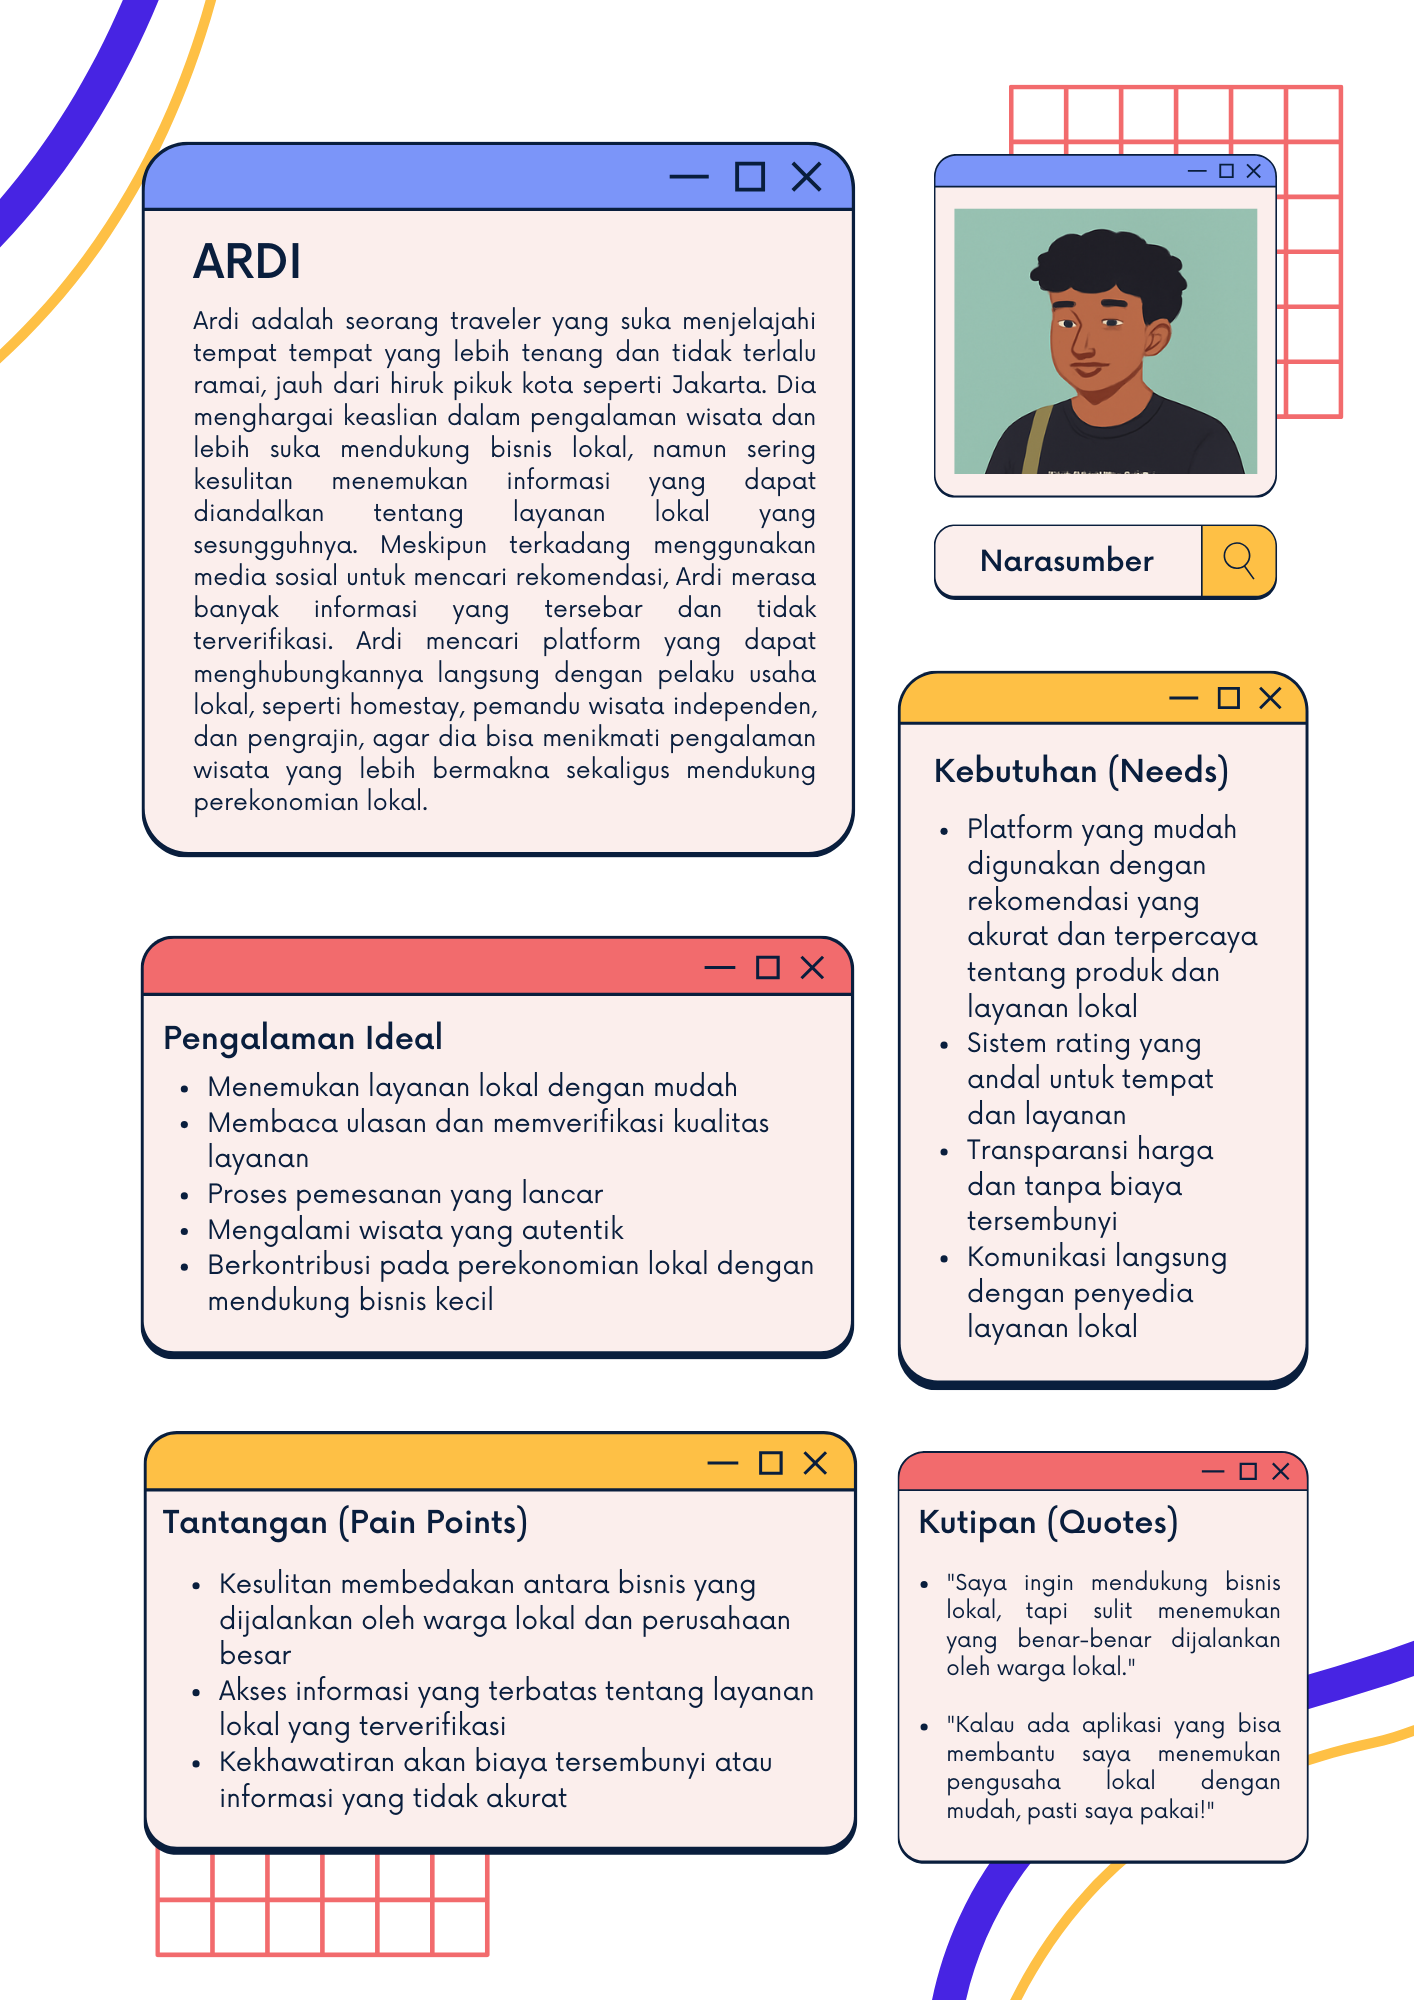 ARDI
Ardi adalah seorang traveler yang suka menjelajahi
tempat tempat yang lebih tenang dan tidak terlalu
ramai, jauh dari hiruk pikuk kota seperti Jakarta. Dia
menghargai keaslian dalam pengalaman wisata dan
lebih suka mendukung bisnis lokal, namun sering
kesulitan menemukan informasi yang dapat
diandalkan tentang layanan lokal yang
sesungguhnya. Meskipun terkadang menggunakan
media sosial untuk mencari rekomendasi, Ardi merasa
banyak informasi yang tersebar dan tidak
terverifikasi. Ardi mencari platform yang dapat
menghubungkannya langsung dengan pelaku usaha
lokal, seperti homestay, pemandu wisata independen,
dan pengrajin, agar dia bisa menikmati pengalaman
wisata yang lebih bermakna sekaligus mendukung
perekonomian lokal.
Narasumber
Kebutuhan (Needs)
• Platform yang mudah
digunakan dengan
rekomendasi yang
akurat dan terpercaya
tentang produk dan
layanan lokal
• Sistem rating yang
andal untuk tempat
dan layanan
• Transparansi harga
dan tanpa biaya
tersembunyi
• Komunikasi langsung
dengan penyedia
layanan lokal
Pengalaman Ideal
• Menemukan layanan lokal dengan mudah
• Membaca ulasan dan memverifikasi kualitas
layanan
• Proses pemesanan yang lancar
• Mengalami wisata yang autentik
• Berkontribusi pada perekonomian lokal dengan
mendukung bisnis kecil
Tantangan (Pain Points)
• Kesulitan membedakan antara bisnis yang
dijalankan oleh warga lokal dan perusahaan
besar
• Akses informasi yang terbatas tentang layanan
lokal yang terverifikasi
• Kekhawatiran akan biaya tersembunyi atau
informasi yang tidak akurat
Kutipan (Quotes)
• "Saya ingin mendukung bisnis
lokal, tapi sulit menemukan
yang benar-benar dijalankan
oleh warga lokal."
• "Kalau ada aplikasi yang bisa
membantu saya menemukan
pengusaha lokal dengan
mudah, pasti saya pakai!"